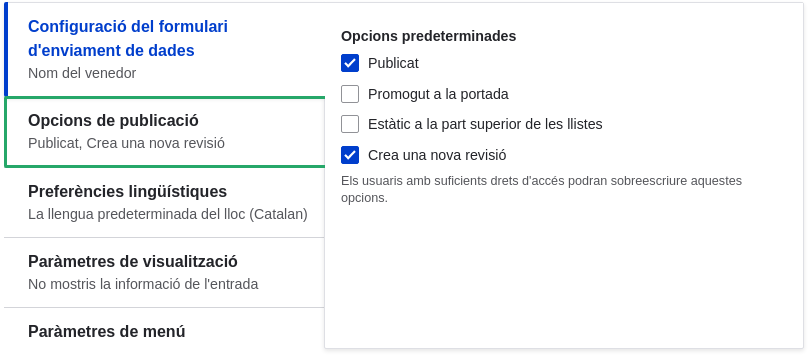 Configuració del formulari
d'enviament de dades
Nom del venedor
Opcions de publicació
Publicat, Crea una nova revisió
Preferències lingüístiques
La llengua predeterminada del lloc (Catalan)
Paràmetres de visualització
No mostris la informació de l'entrada
Paràmetres de menú
Opcions predeterminades
Publicat
Promogut a la portada
Estàtic a la part superior de les llistes
Crea una nova revisió
Els usuaris amb suficients drets d'accés podran sobreescriure aquestes
opcions.